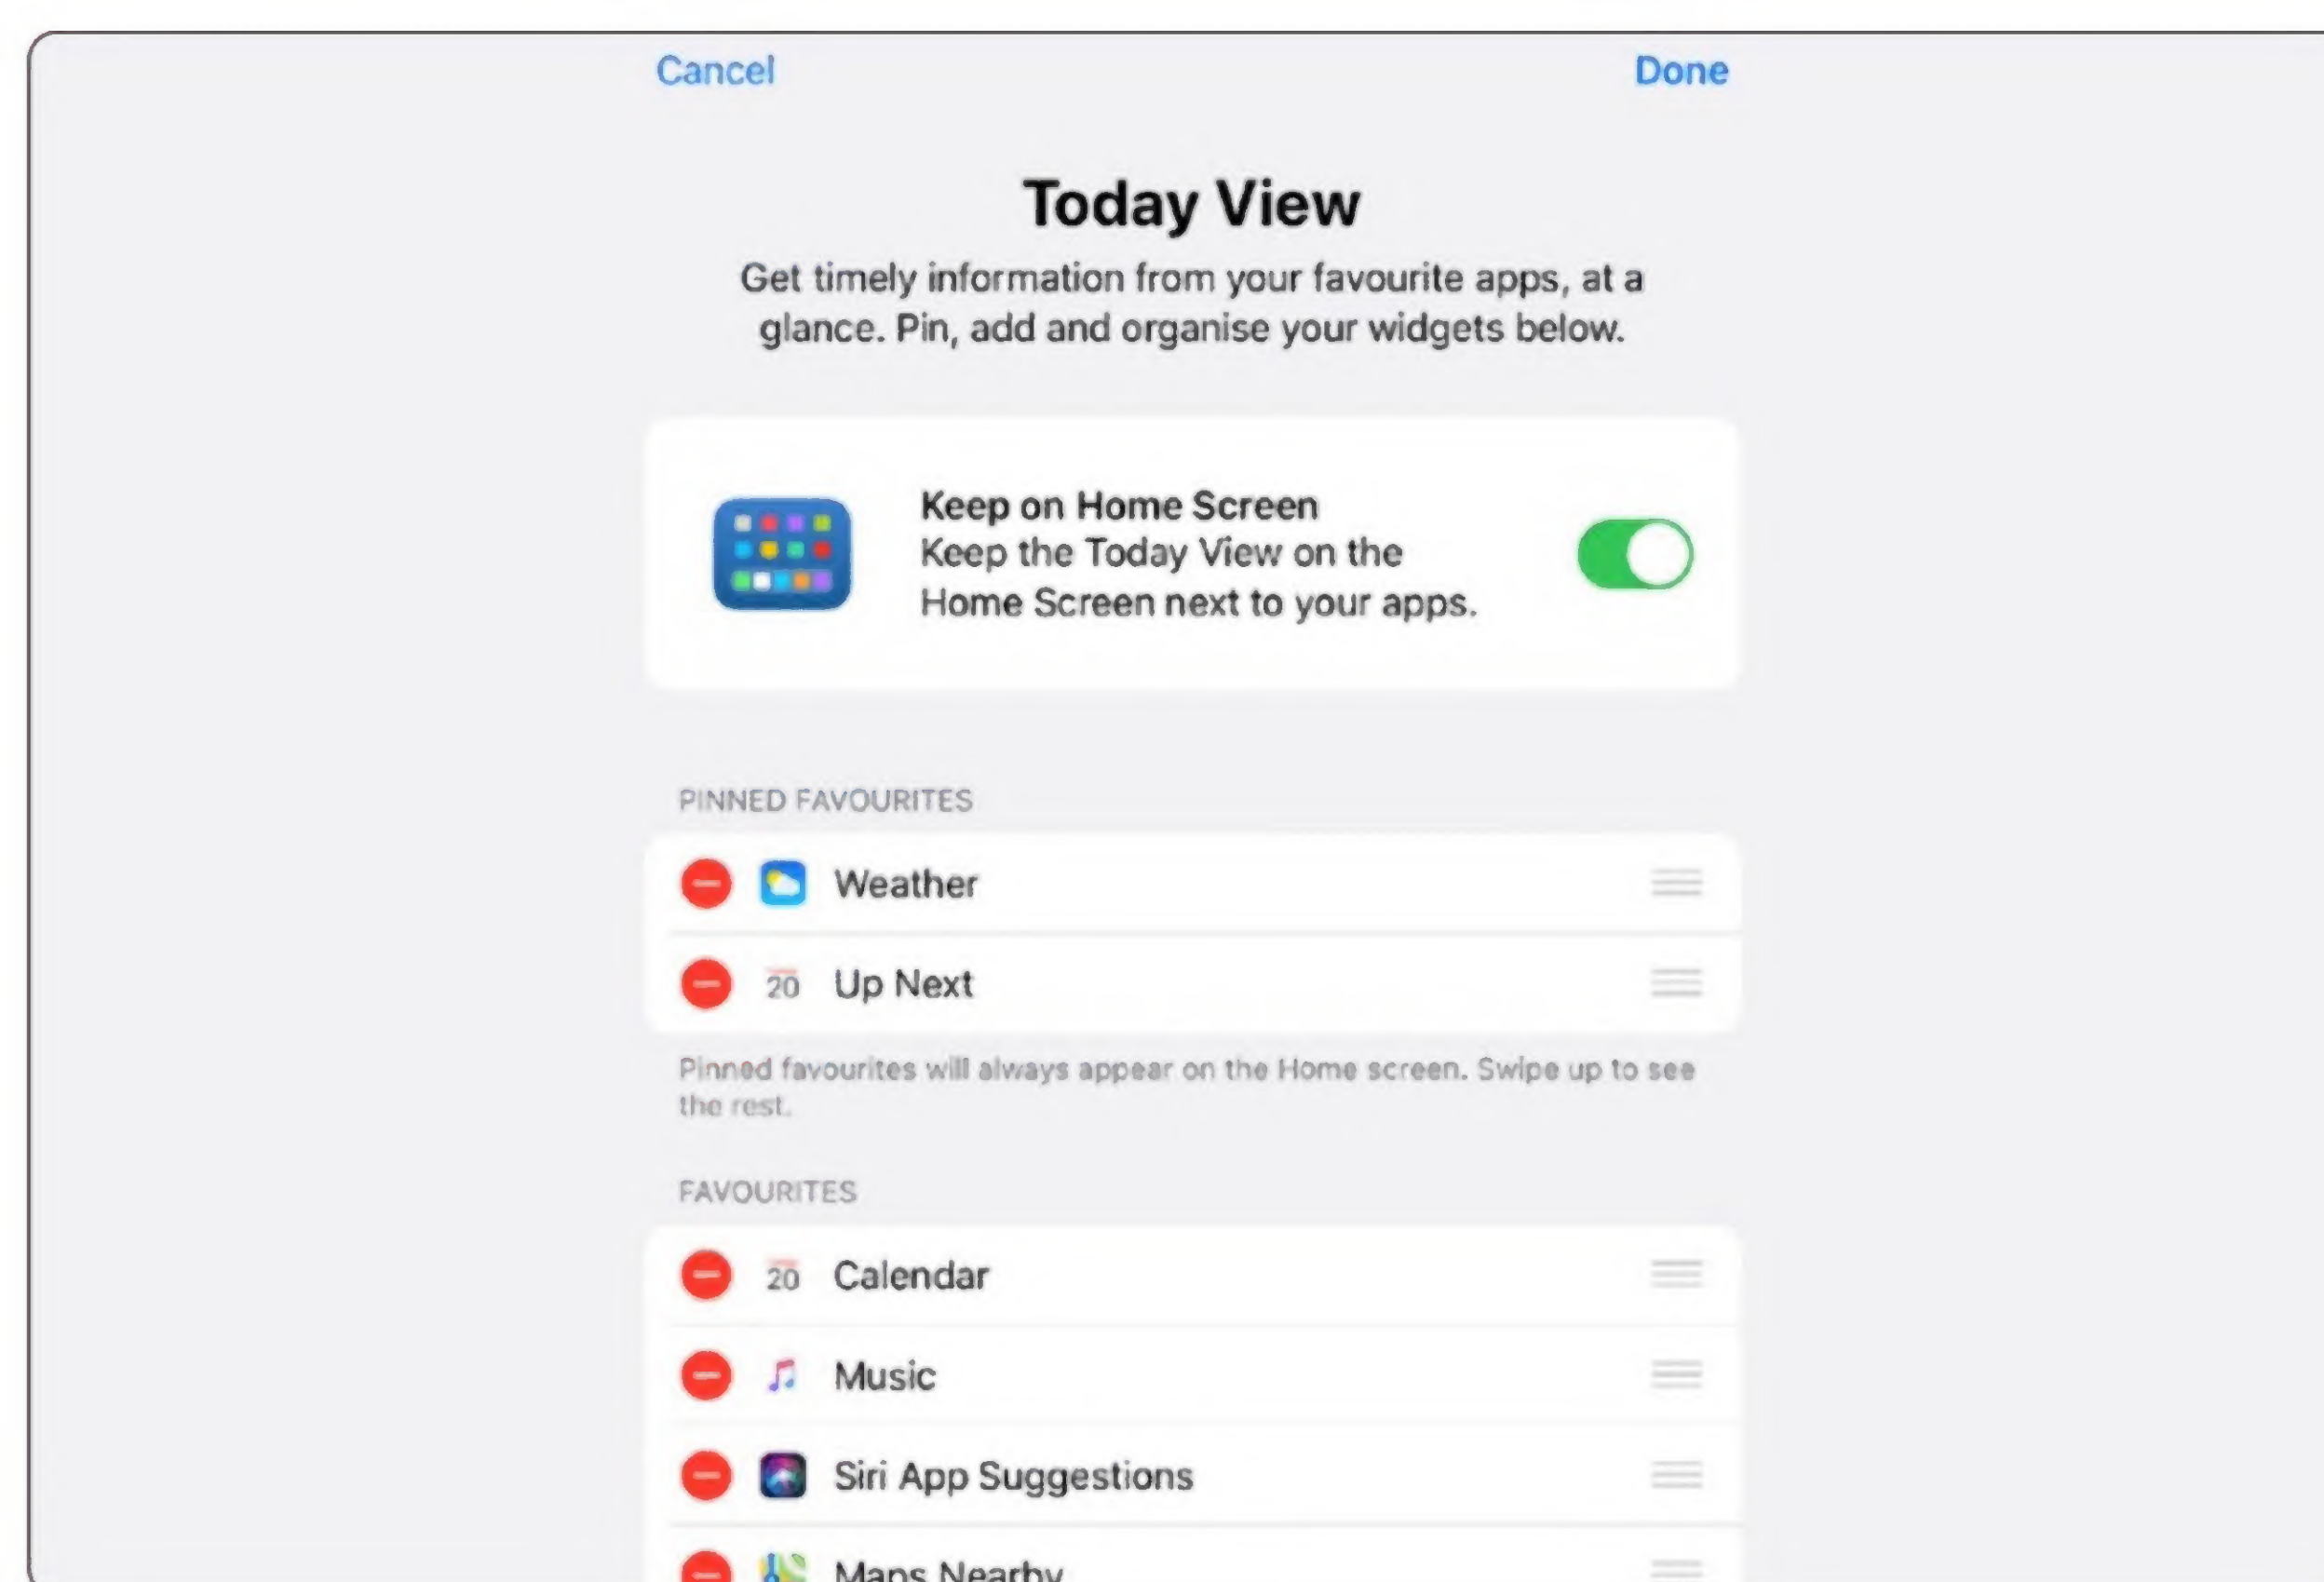 Cancel Done
Today View
Get timely information from your favourite apps, at a
glance. Pin, add and organise your widgets below.
Keep on Home Screen
Keep the Today View on the
Home Screen next to your apps.
PINNED FAVOURITES
Weather
20 Up Next
Pinned favourites will always appear on the Home screen. Swipe up to see
the rest.
FAVOURITES
20 Calendar
Music
Siri App Suggestions
Maps Nearby